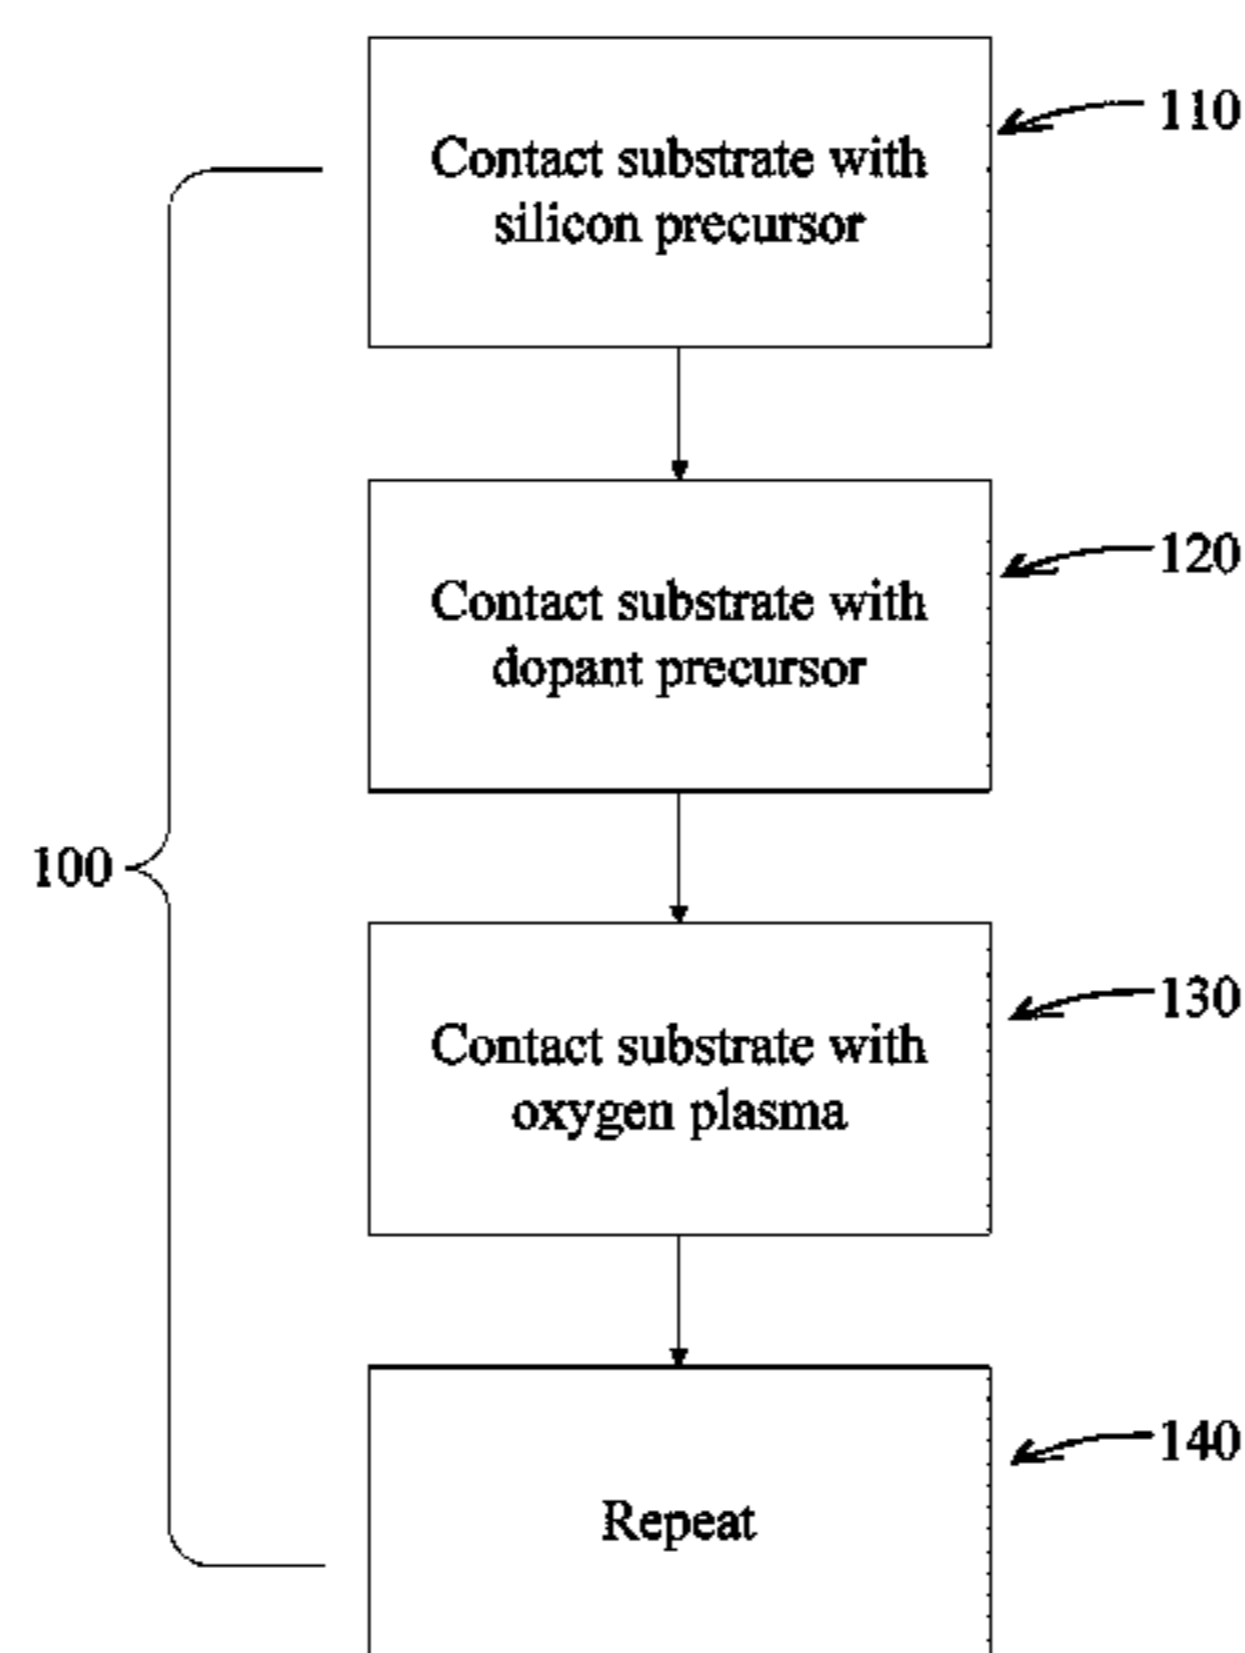 Contact substrate with
silicon precursor
110
Contact substrate with
dopant precursor
120
100
Contact substrate with
oxygen plasma
130
Repeat
140